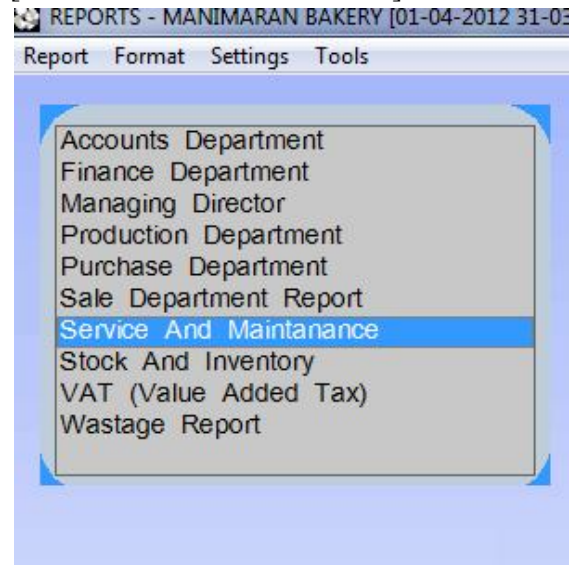 REPORTS - MANIMARAN BAKERY [01-04-2012 31-03
Report Format Settings Tools
Accounts Department
Finance Department
Managing Director
Production Department
Purchase Department
Sale Department Report
Service And Maintanance
Stock And Inventory
VAT (Value Added Tax)
Wastage Report